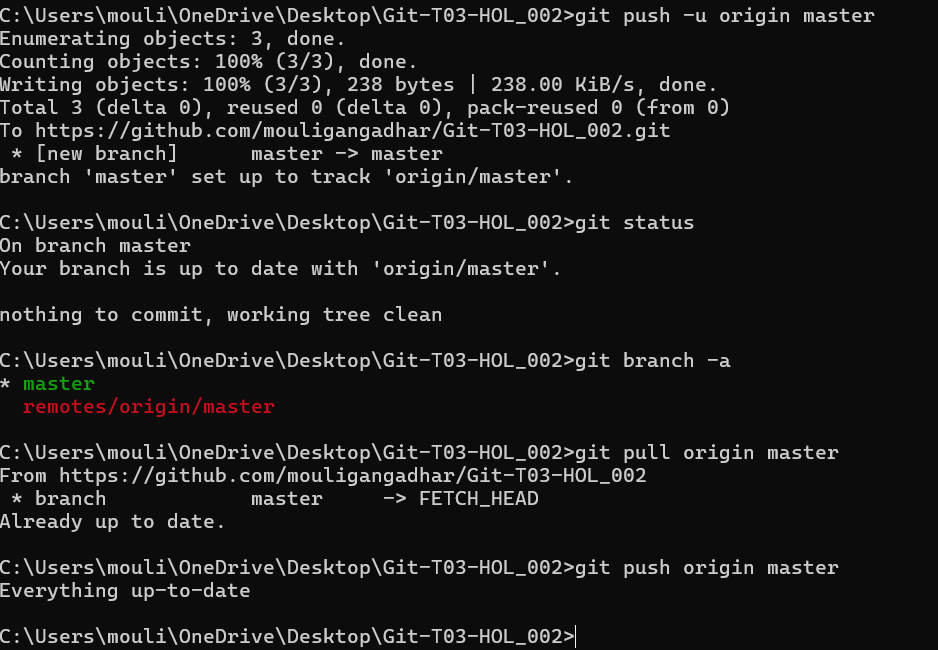 C:\Users\mouli\OneDrive\Desktop\Git-T03-HOL_002>git push -u origin master
Enumerating objects: 3, done.
Counting objects: 100% (3/3), done.
Writing objects: 100% (3/3), 238 bytes | 238.00 KiB/s, done.
Total 3 (delta 0), reused 0 (delta 0), pack-reused 0 (from 0)
To https://github.com/mouligangadhar/Git-T03-HOL_002.git
 * [new branch]      master -> master
branch 'master' set up to track 'origin/master'.
C:\Users\mouli\OneDrive\Desktop\Git-T03-HOL_002>git status
On branch master
Your branch is up to date with 'origin/master'.
nothing to commit, working tree clean
C:\Users\mouli\OneDrive\Desktop\Git-T03-HOL_002>git branch -a
* master
  remotes/origin/master
C:\Users\mouli\OneDrive\Desktop\Git-T03-HOL_002>git pull origin master
From https://github.com/mouligangadhar/Git-T03-HOL_002
 * branch            master     -> FETCH_HEAD
Already up to date.
C:\Users\mouli\OneDrive\Desktop\Git-T03-HOL_002>git push origin master
Everything up-to-date
C:\Users\mouli\OneDrive\Desktop\Git-T03-HOL_002>